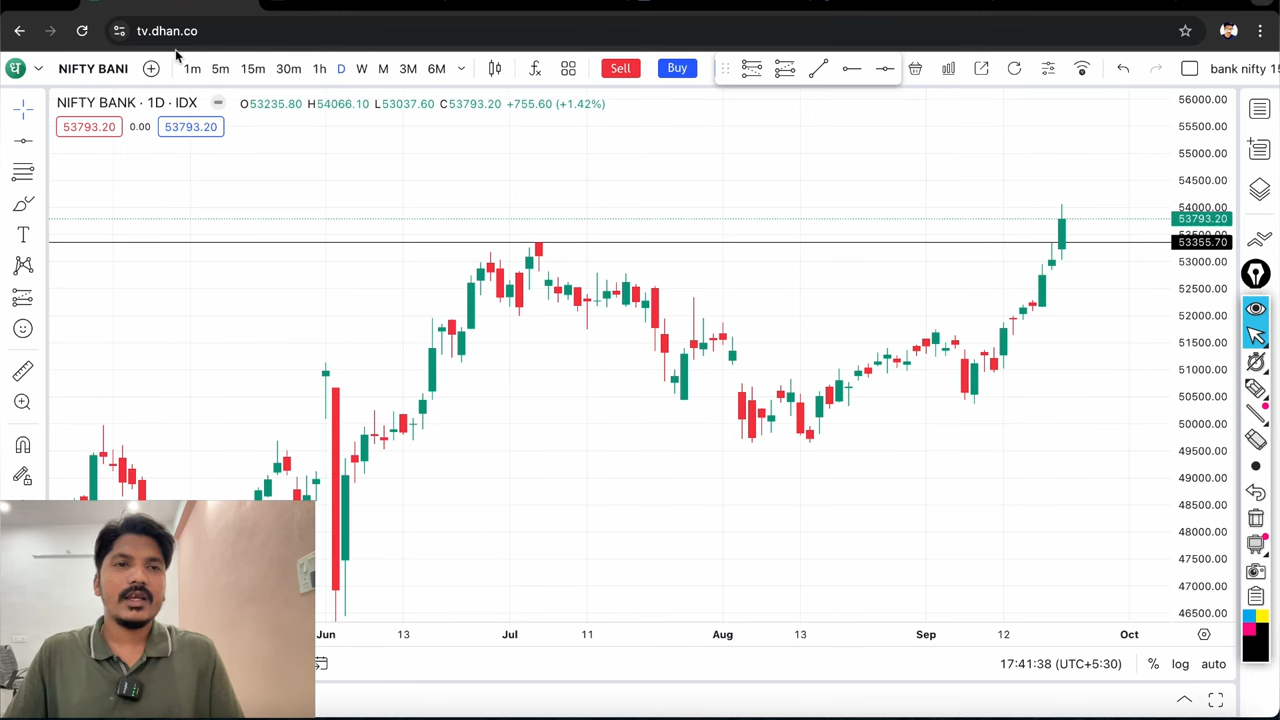 tv.dhan.co
ध
NIFTY BANI
1m 5m 15m 30m 1h D W M 3M 6M
Sell
Buy
bank nifty 15
NIFTY BANK · 1D · IDX
O53235.80 H54066.10 L53037.60 C53793.20 +755.60 (+1.42%)
53793.20 0.00 53793.20
T
56000.00
55500.00
55000.00
54500.00
54000.00
53793.20
53500.00
53355.70
53000.00
52500.00
52000.00
51500.00
51000.00
50500.00
50000.00
49500.00
49000.00
48500.00
48000.00
47500.00
47000.00
46500.00
Jun 13 Jul 11 Aug 13 Sep 12 Oct
17:41:38 (UTC+5:30) % log auto